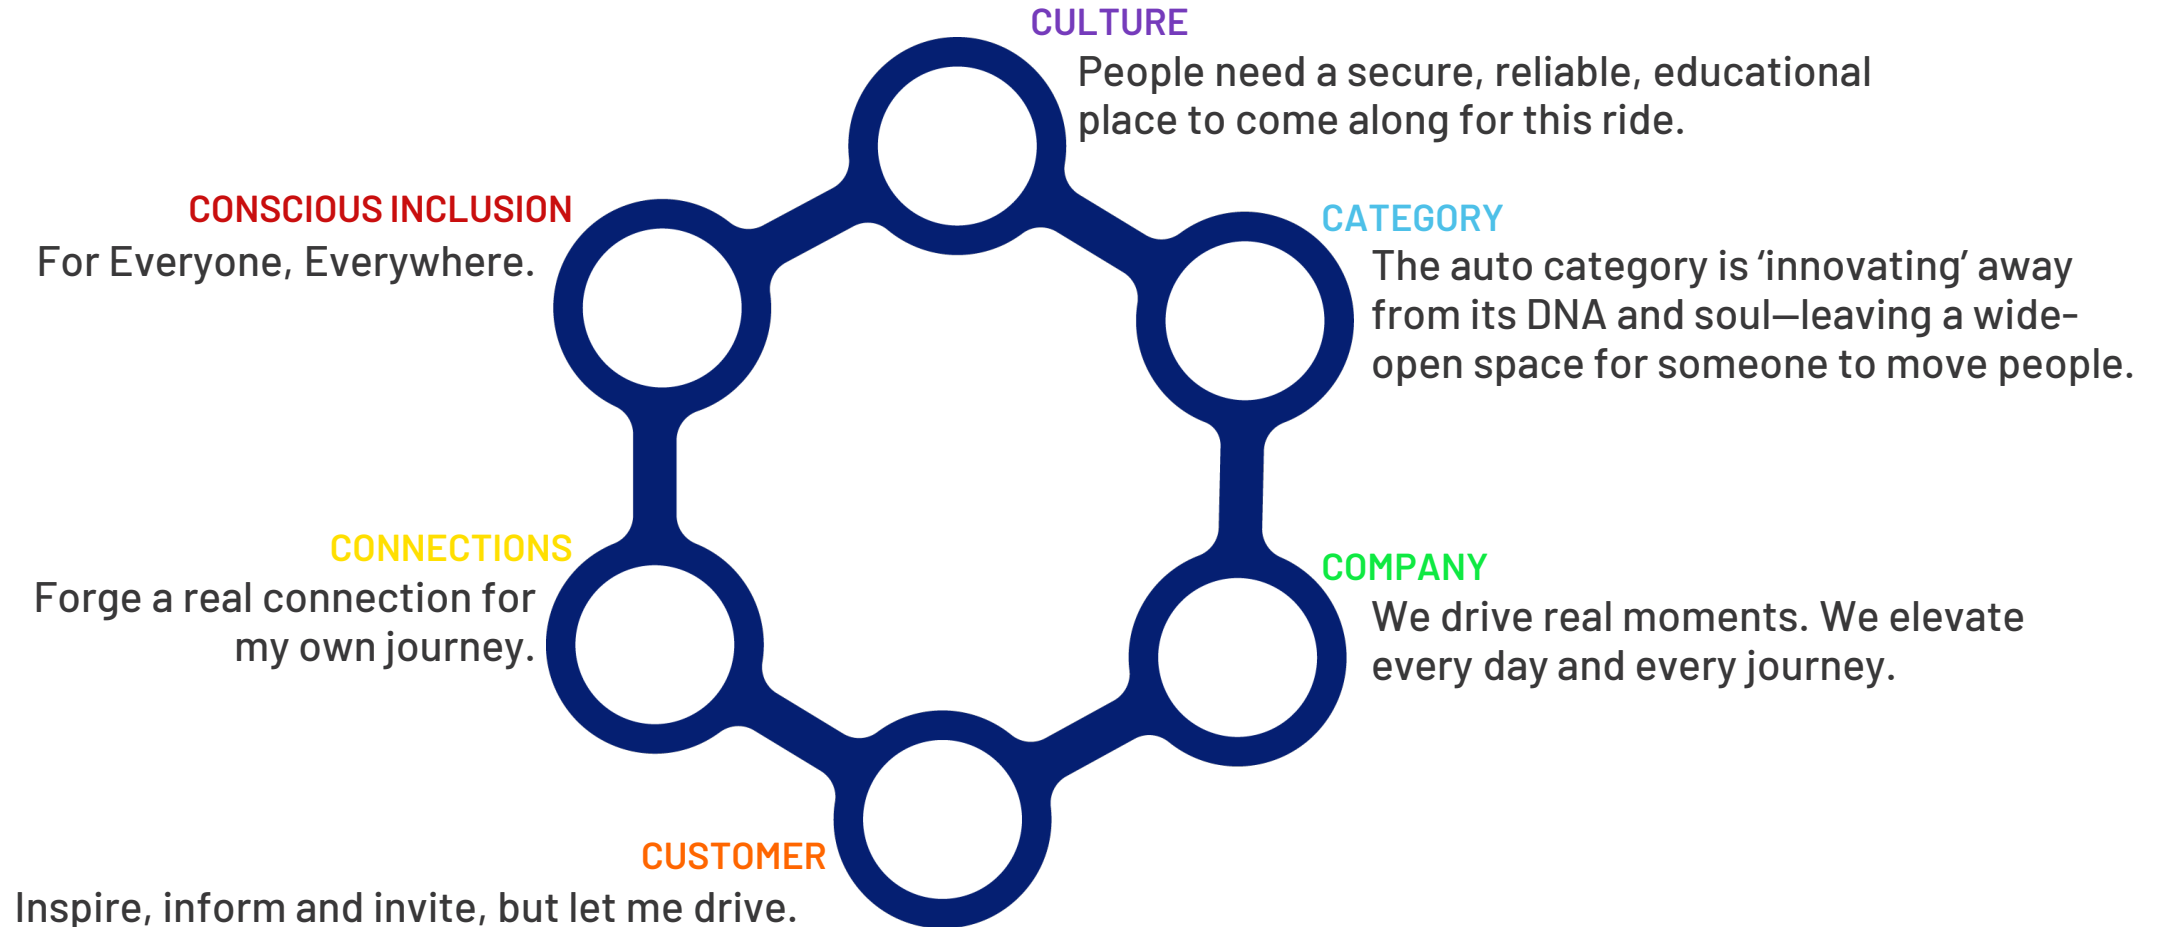 CULTURE
People need a secure, reliable, educational
place to come along for this ride.
CATEGORY
The auto category is ‘innovating’ away
from its DNA and soul—leaving a wide-
open space for someone to move people.
COMPANY
We drive real moments. We elevate
every day and every journey.
CUSTOMER
Inspire, inform and invite, but let me drive.
CONNECTIONS
Forge a real connection for
my own journey.
CONSCIOUS INCLUSION
For Everyone, Everywhere.